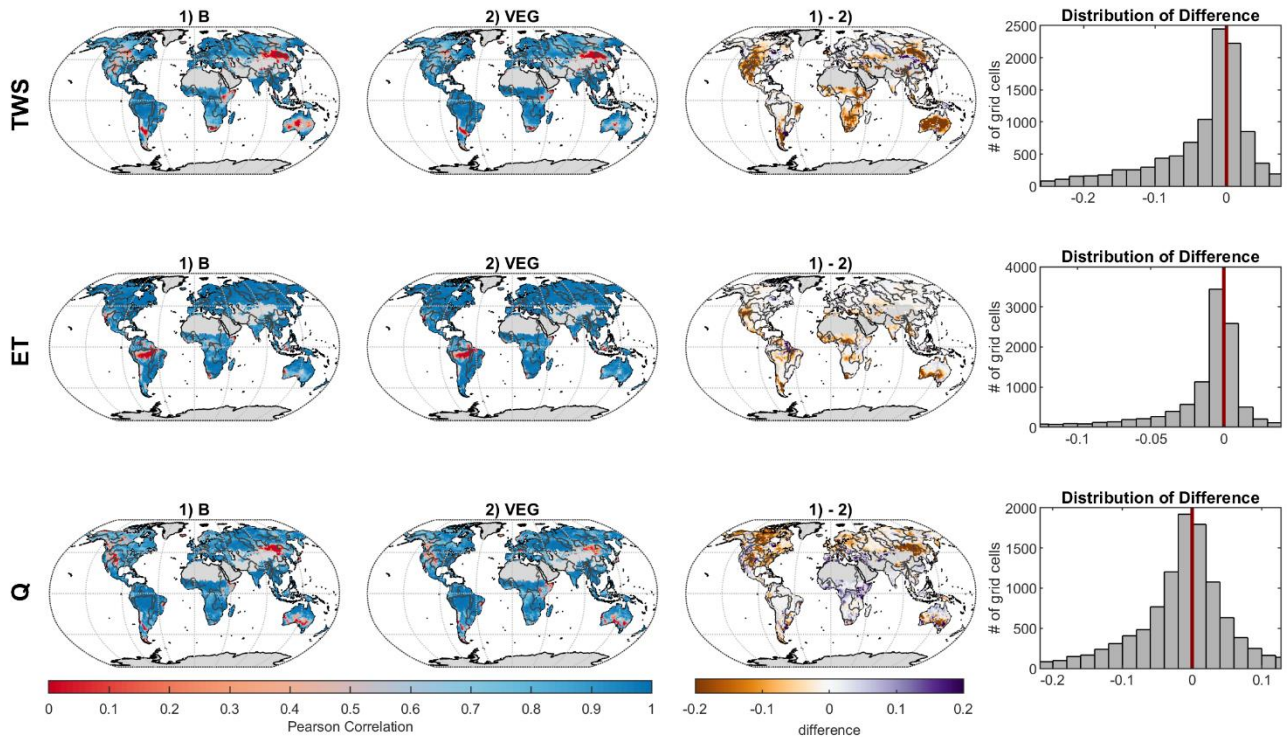 1) B
2) VEG
1) - 2)
Distribution of Difference
TWS
# of grid cells
2500
2000
1500
1000
500
0
-0.2
-0.1
0
1) B
2) VEG
1) - 2)
Distribution of Difference
ET
# of grid cells
4000
3000
2000
1000
0
-0.1
-0.05
0
1) B
2) VEG
1) - 2)
Distribution of Difference
Q
# of grid cells
2000
1500
1000
500
0
-0.2
-0.1
0
0.1
0 0.1 0.2 0.3 0.4 0.5 0.6 0.7 0.8 0.9 1
Pearson Correlation
-0.2 -0.1 0 0.1 0.2
difference